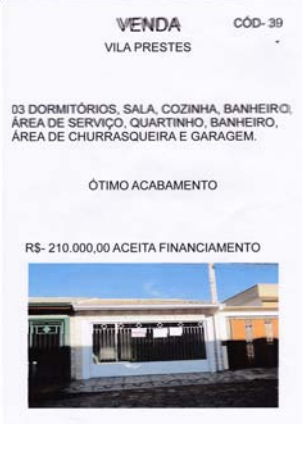 VENDA CÓD- 39
VILA PRESTES
03 DORMITÓRIOS, SALA, COZINHA, BANHEIRO,
ÁREA DE SERVIÇO, QUARTINHO, BANHEIRO,
ÁREA DE CHURRASQUEIRA E GARAGEM.
ÓTIMO ACABAMENTO
R$- 210.000,00 ACEITA FINANCIAMENTO